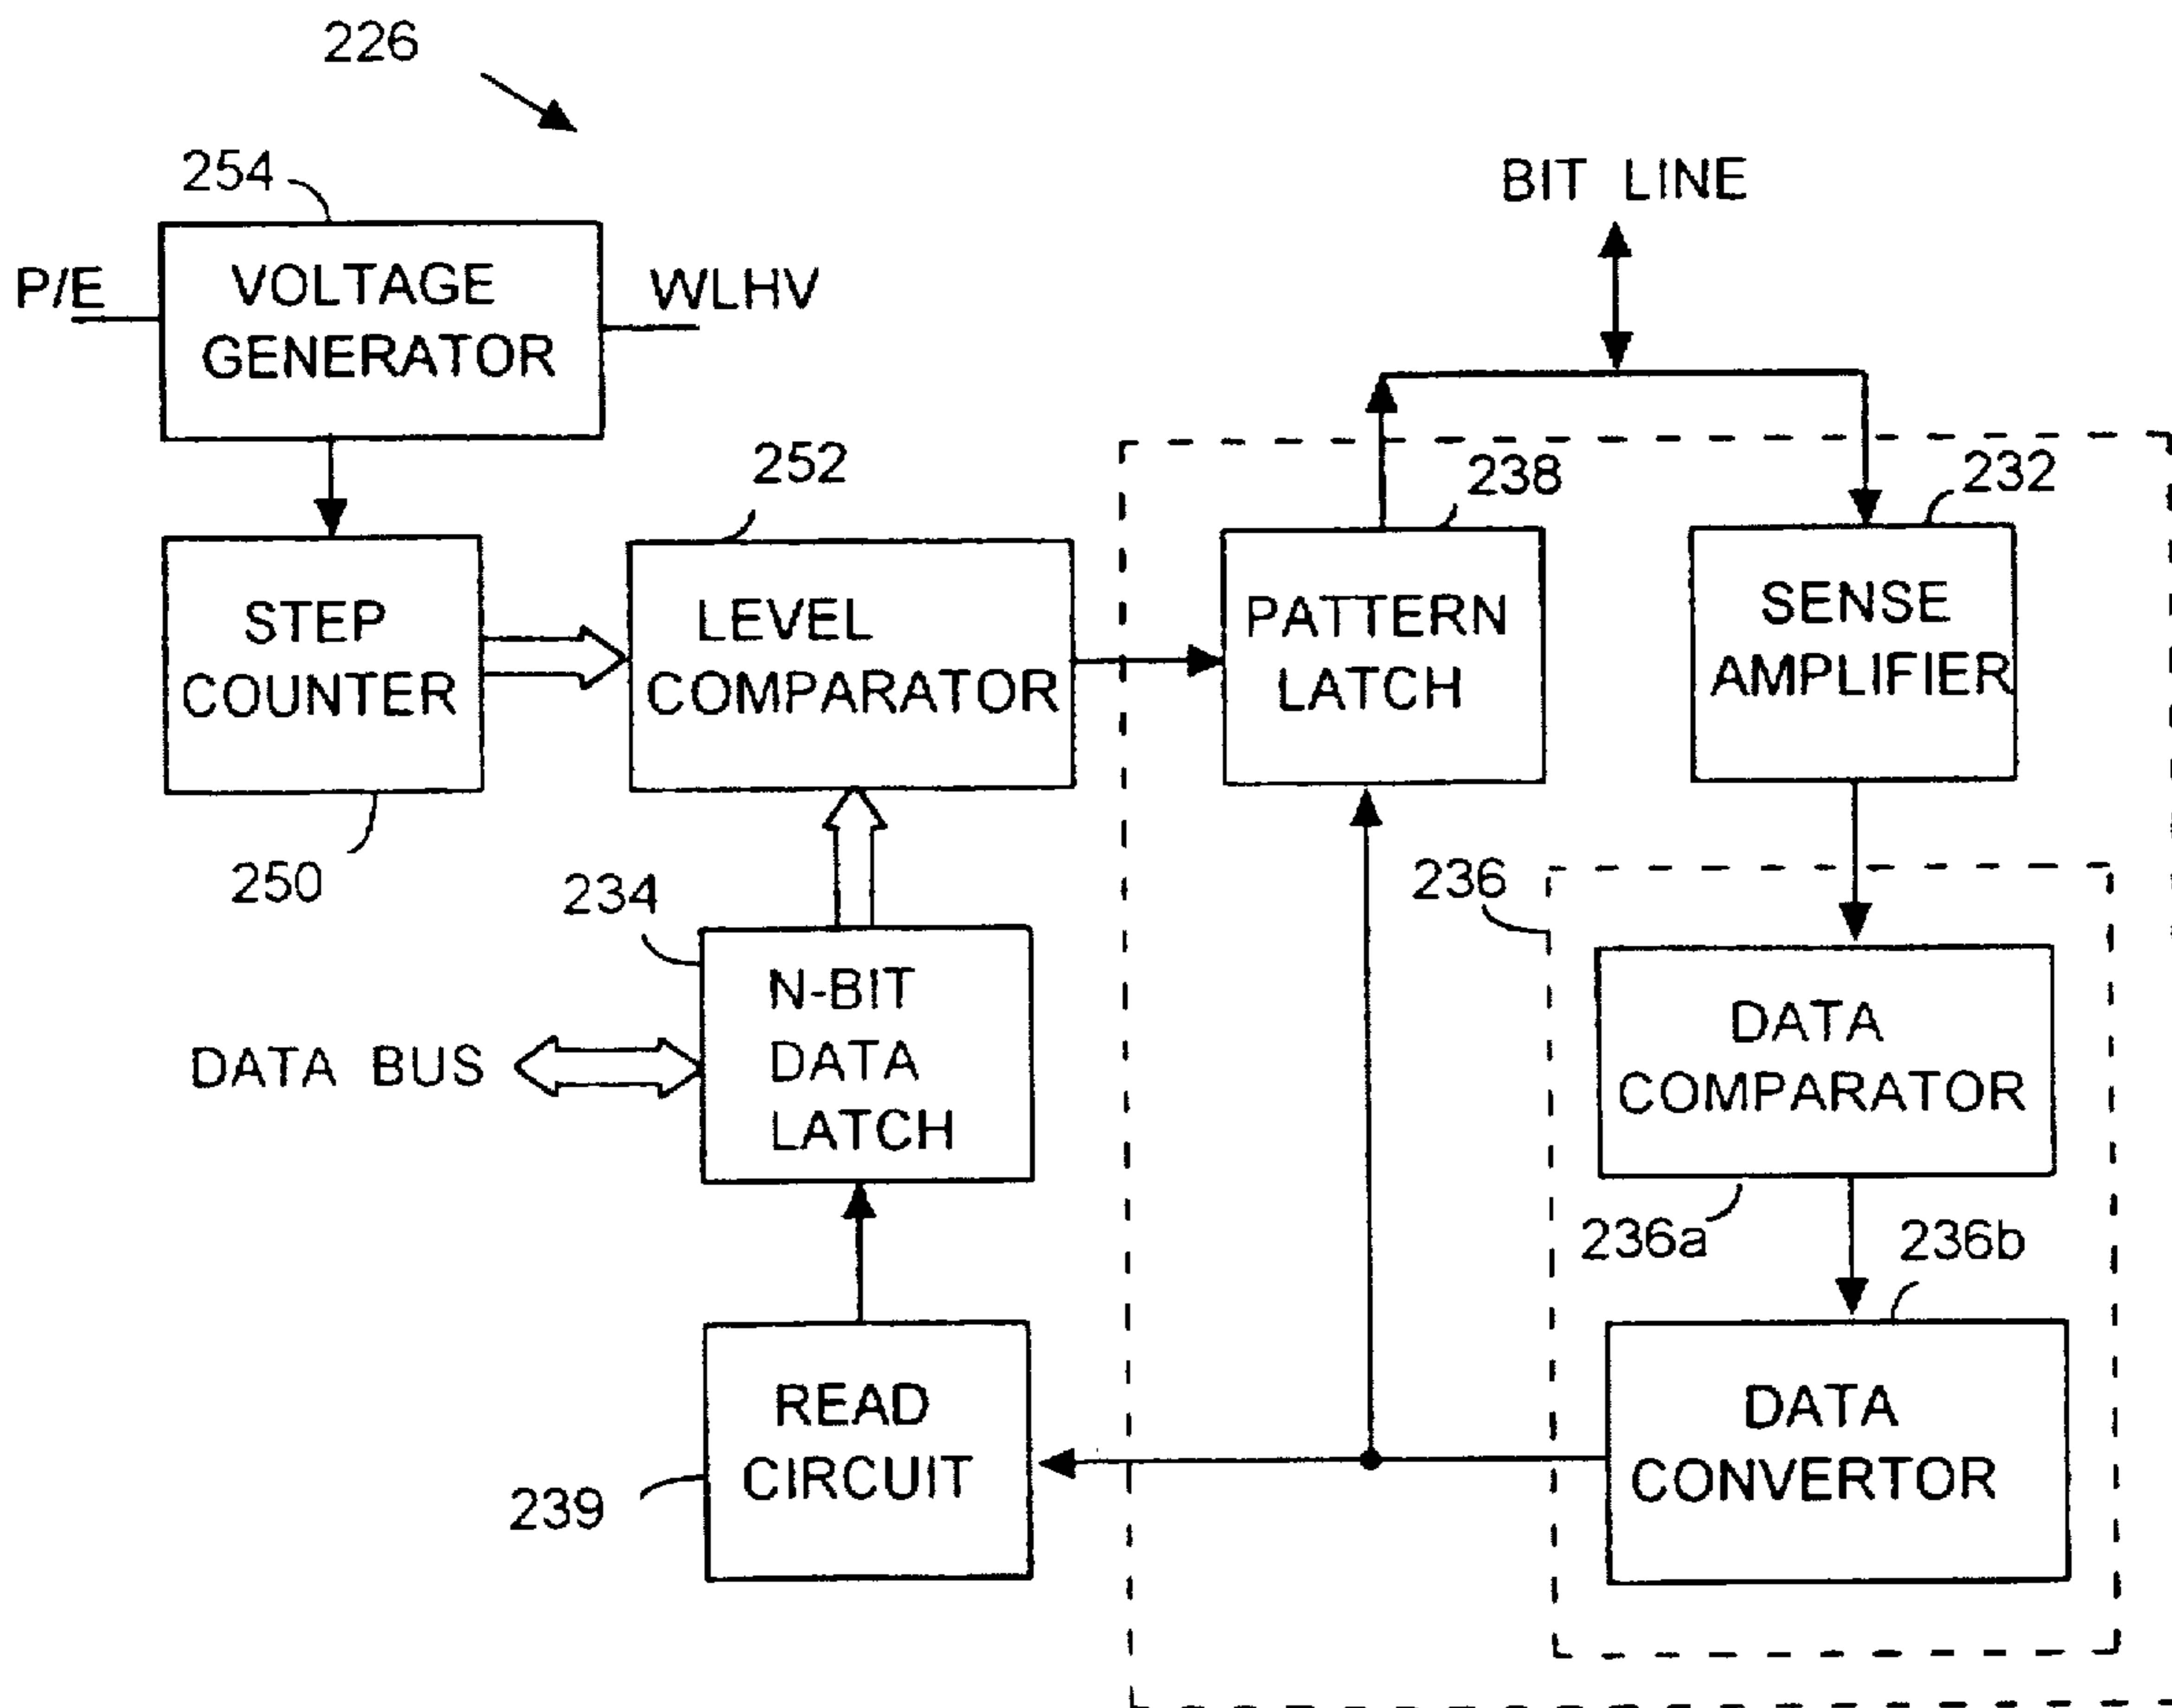 226
254
VOLTAGE
GENERATOR
P/E
WLHV
BIT LINE
252
238
232
STEP
COUNTER
LEVEL
COMPARATOR
PATTERN
LATCH
SENSE
AMPLIFIER
250
234
236
N-BIT
DATA
LATCH
DATA BUS
DATA
COMPARATOR
236a
236b
READ
CIRCUIT
239
DATA
CONVERTOR